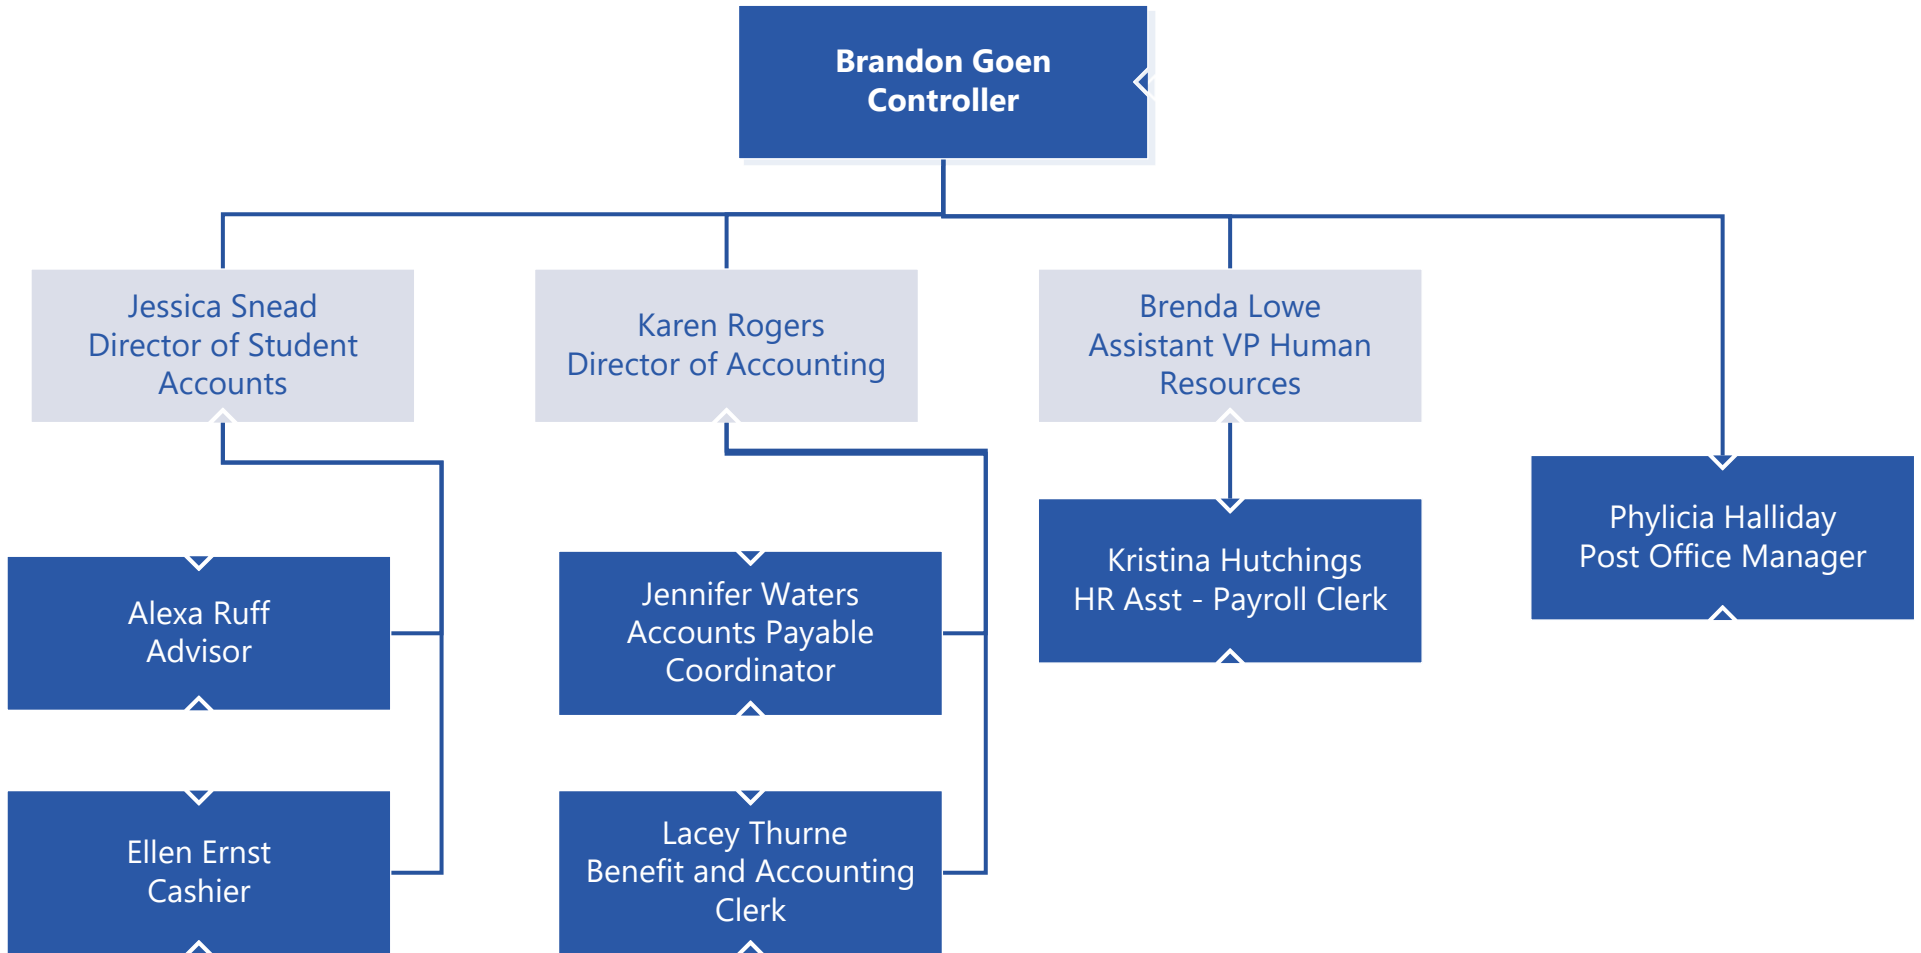 Brandon Goen
Controller
Jessica Snead
Director of Student
Accounts
Karen Rogers
Director of Accounting
Brenda Lowe
Assistant VP Human
Resources
Phylicia Halliday
Post Office Manager
Kristina Hutchings
HR Asst - Payroll Clerk
Alexa Ruff
Advisor
Jennifer Waters
Accounts Payable
Coordinator
Ellen Ernst
Cashier
Lacey Thurne
Benefit and Accounting
Clerk